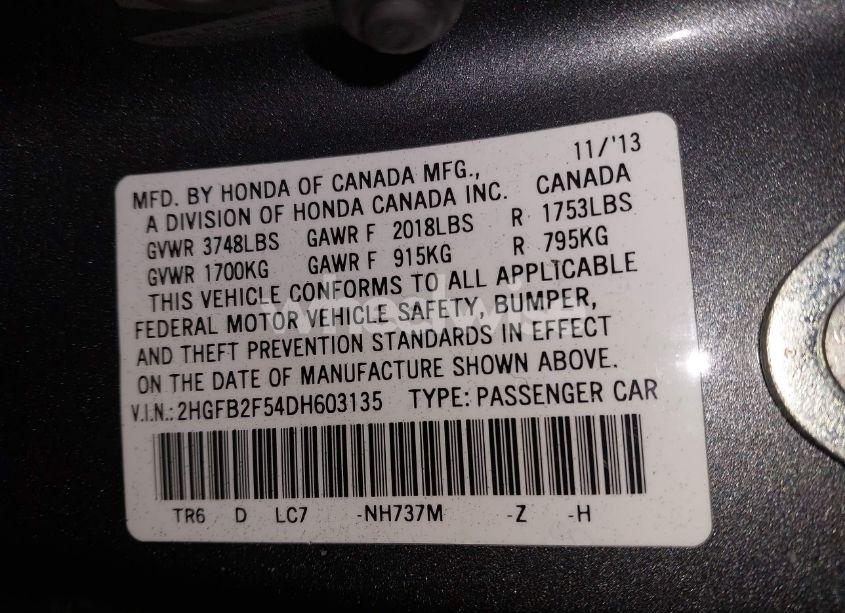 11/'13
MFD. BY HONDA OF CANADA MFG.,
A DIVISION OF HONDA CANADA INC. CANADA
GVWR 3748LBS GAWR F 2018LBS R 1753LBS
GVWR 1700KG GAWR F 915KG R 795KG
THIS VEHICLE CONFORMS TO ALL APPLICABLE
FEDERAL MOTOR VEHICLE SAFETY, BUMPER,
AND THEFT PREVENTION STANDARDS IN EFFECT
ON THE DATE OF MANUFACTURE SHOWN ABOVE.
V.I.N.: 2HGFB2F54DH603135 TYPE: PASSENGER CAR
TR6 D LC7 -NH737M -Z -H